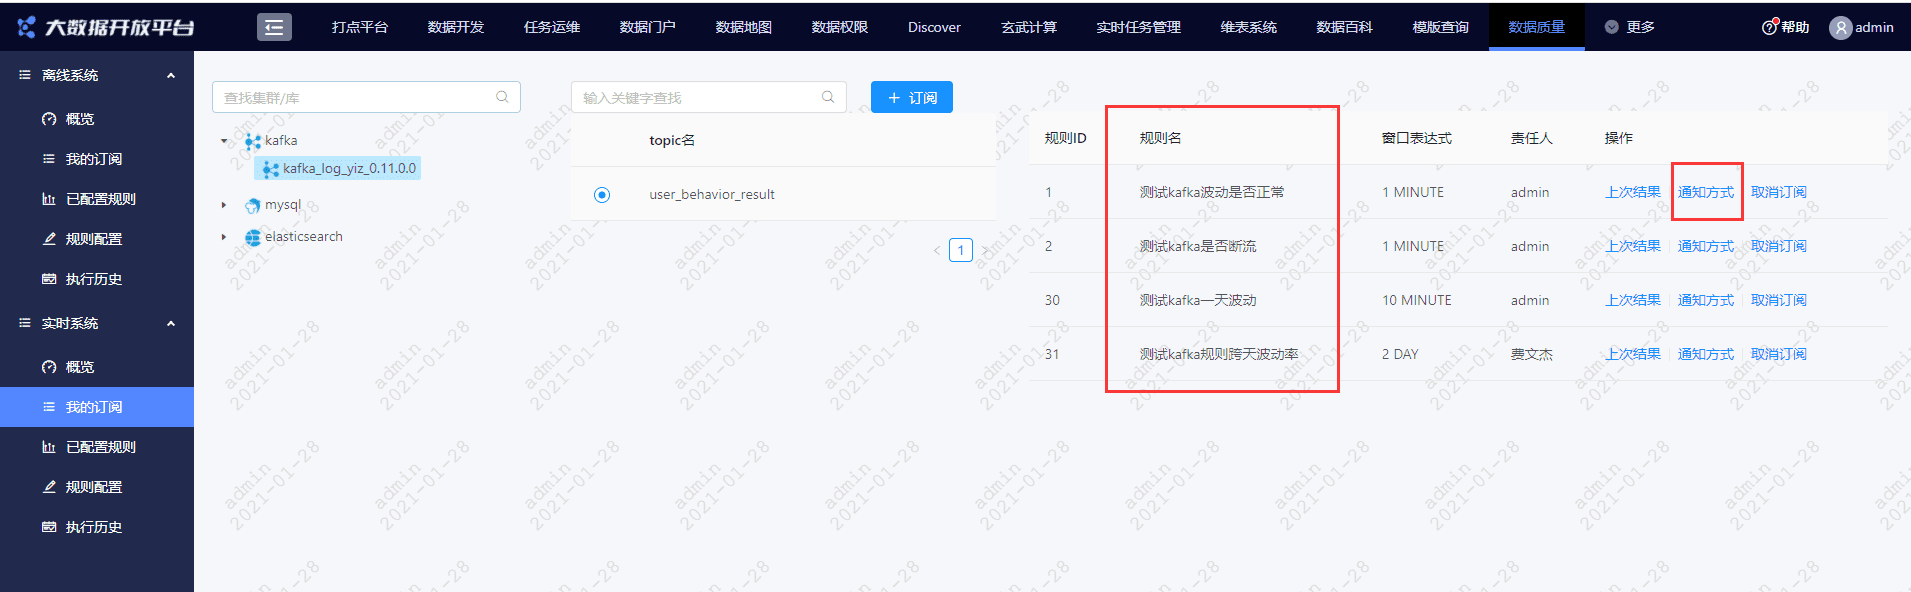 大数据开放平台
打点平台 数据开发 任务运维 数据门户 数据地图 数据权限 Discover 玄武计算 实时任务管理 维表系统 数据百科 模版查询 数据质量 更多 帮助 admin
离线系统
概览
我的订阅
已配置规则
规则配置
执行历史
实时系统
概览
我的订阅
已配置规则
规则配置
执行历史
查找集群/库
kafka
kafka_log_yiz_0.11.0.0
mysql
elasticsearch
输入关键字查找
+ 订阅
topic名
user_behavior_result
< 1 >
规则ID 规则名 窗口表达式 责任人 操作
1 测试kafka波动是否正常 1 MINUTE admin 上次结果 通知方式 取消订阅
2 测试kafka是否断流 1 MINUTE admin 上次结果 通知方式 取消订阅
30 测试kafka一天波动 10 MINUTE admin 上次结果 通知方式 取消订阅
31 测试kafka规则跨天波动率 2 DAY 费文杰 上次结果 通知方式 取消订阅
admin
2021-01-28